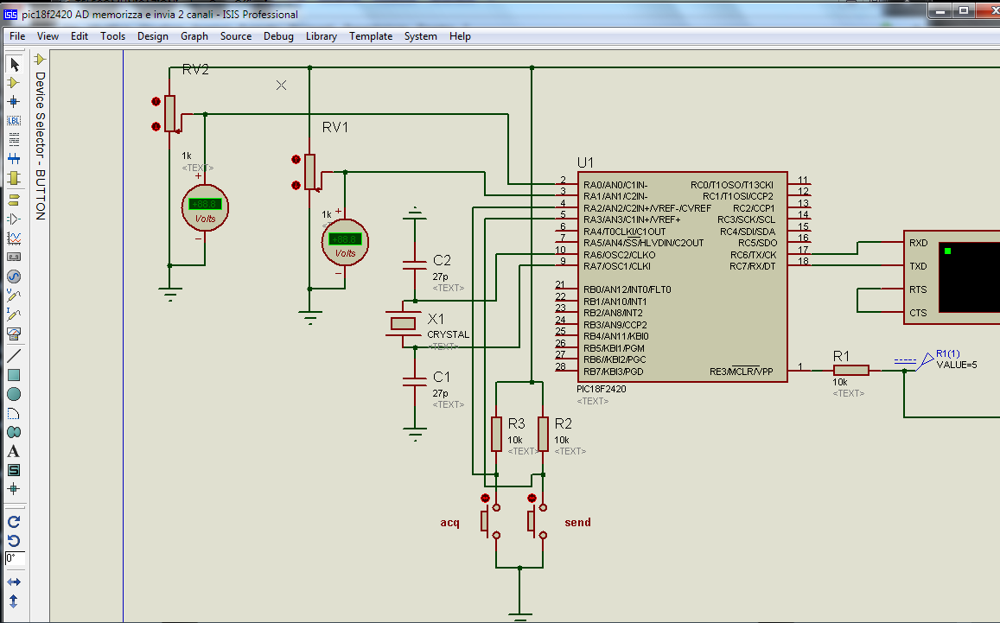 ISIS pic18f2420 AD memorizza e invia 2 canali - ISIS Professional
File View Edit Tools Design Graph Source Debug Library Template System Help
Device Selector - BUTTON
LBL
A
S
0°
RV2
1k
<TEXT>
+
+88.8
Volts
−
RV1
1k
+
+88.8
Volts
−
C2
27p
<TEXT>
X1
CRYSTAL
<TEXT>
C1
27p
<TEXT>
U1
2 RA0/AN0/C1IN- RC0/T1OSO/T13CKI 11
3 RA1/AN1/C2IN- RC1/T1OSI/CCP2 12
4 RA2/AN2/C2IN+/VREF-/CVREF RC2/CCP1 13
5 RA3/AN3/C1IN+/VREF+ RC3/SCK/SCL 14
6 RA4/T0CLKI/C1OUT RC4/SDI/SDA 15
7 RA5/AN4/SS/HLVDIN/C2OUT RC5/SDO 16
10 RA6/OSC2/CLKO RC6/TX/CK 17
9 RA7/OSC1/CLKI RC7/RX/DT 18
21 RB0/AN12/INT0/FLT0
22 RB1/AN10/INT1
23 RB2/AN8/INT2
24 RB3/AN9/CCP2
25 RB4/AN11/KBI0
26 RB5/KBI1/PGM
27 RB6//KBI2/PGC
28 RB7/KBI3/PGD RE3/MCLR/VPP 1
PIC18F2420
<TEXT>
RXD
TXD
RTS
CTS
R1
10k
<TEXT>
R1(1)
VALUE=5
R3
10k
<TEXT>
R2
10k
<TEXT>
acq
send